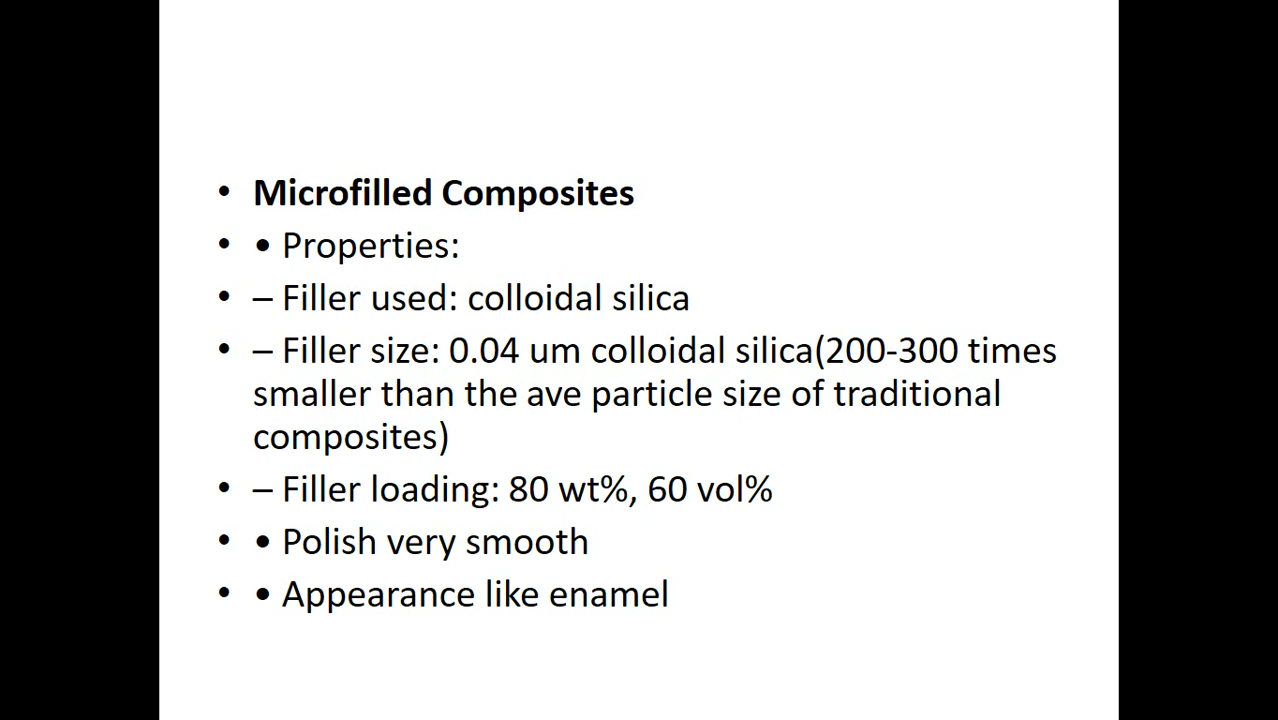 • Microfilled Composites
• • Properties:
• – Filler used: colloidal silica
• – Filler size: 0.04 um colloidal silica(200-300 times
smaller than the ave particle size of traditional
composites)
• – Filler loading: 80 wt%, 60 vol%
• • Polish very smooth
• • Appearance like enamel